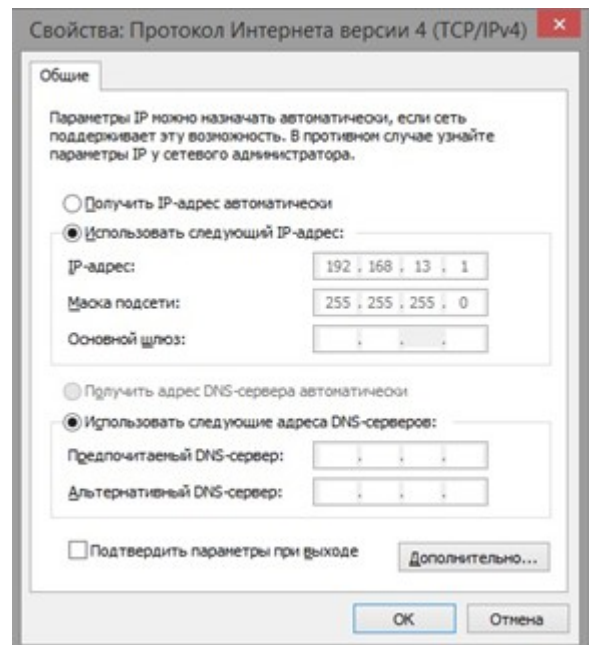 Свойства: Протокол Интернета версии 4 (TCP/IPv4)
Общие
Параметры IP можно назначать автоматически, если сеть
поддерживает эту возможность. В противном случае узнайте
параметры IP у сетевого администратора.
Получить IP-адрес автоматически
Использовать следующий IP-адрес:
IP-адрес: 192 . 168 . 13 . 1
Маска подсети: 255 . 255 . 255 . 0
Основной шлюз: . . .
Получить адрес DNS-сервера автоматически
Использовать следующие адреса DNS-серверов:
Предпочитаемый DNS-сервер: . . .
Альтернативный DNS-сервер: . . .
Подтвердить параметры при выходе
Дополнительно...
ОК Отмена